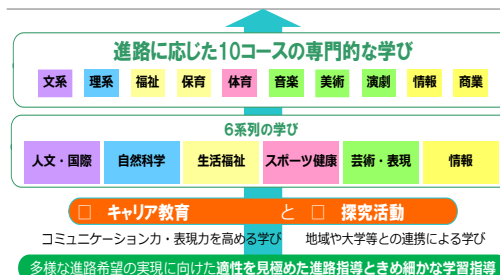 進路に応じた10コースの専門的な学び
文系 理系 福祉 保育 体育 音楽 美術 演劇 情報 商業
6系列の学び
人文・国際 自然科学 生活福祉 スポーツ健康 芸術・表現 情報
□ キャリア教育 と □ 探究活動
コミュニケーション力・表現力を高める学び 地域や大学等との連携による学び
多様な進路希望の実現に向けた適性を見極めた進路指導ときめ細かな学習指導